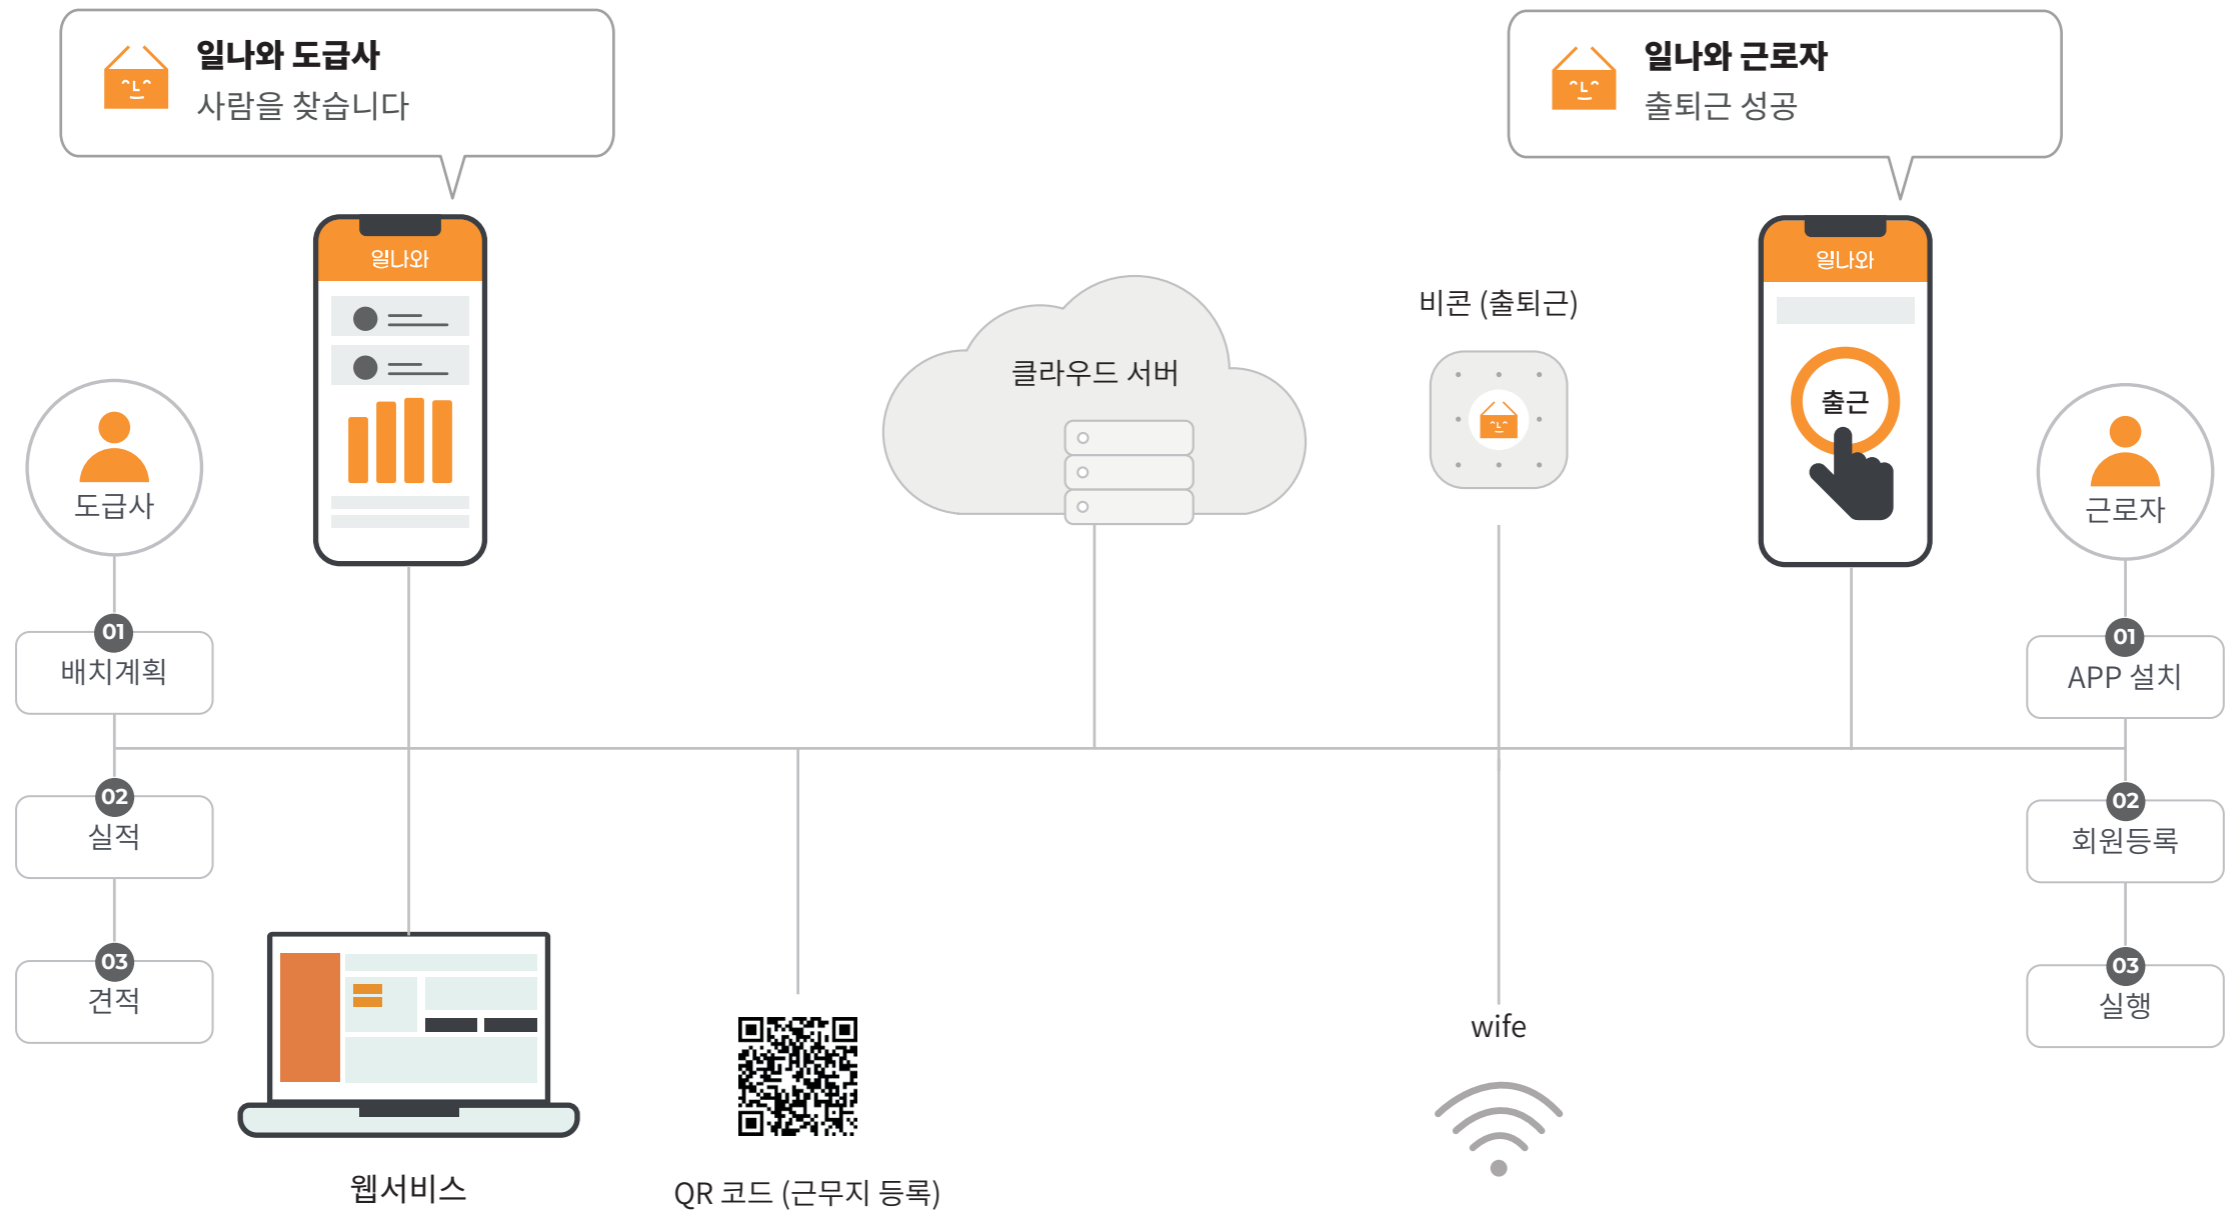 일나와 도급사
사람을 찾습니다
일나와 근로자
출퇴근 성공
일나와
일나와
비콘 (출퇴근)
클라우드 서버
출근
도급사
근로자
01
배치계획
01
APP 설치
02
실적
02
회원등록
03
견적
03
실행
wife
웹서비스
QR 코드 (근무지 등록)